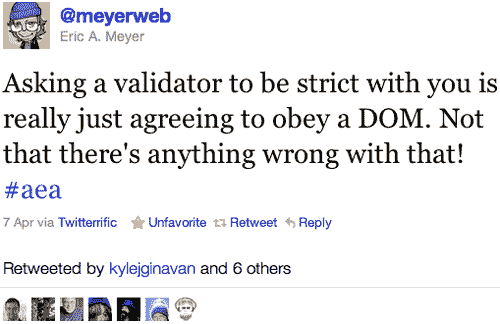 @meyerweb
Eric A. Meyer
Asking a validator to be strict with you is
really just agreeing to obey a DOM. Not
that there's anything wrong with that!
#aea
7 Apr via Twitterrific Unfavorite Retweet Reply
Retweeted by kylejginavan and 6 others